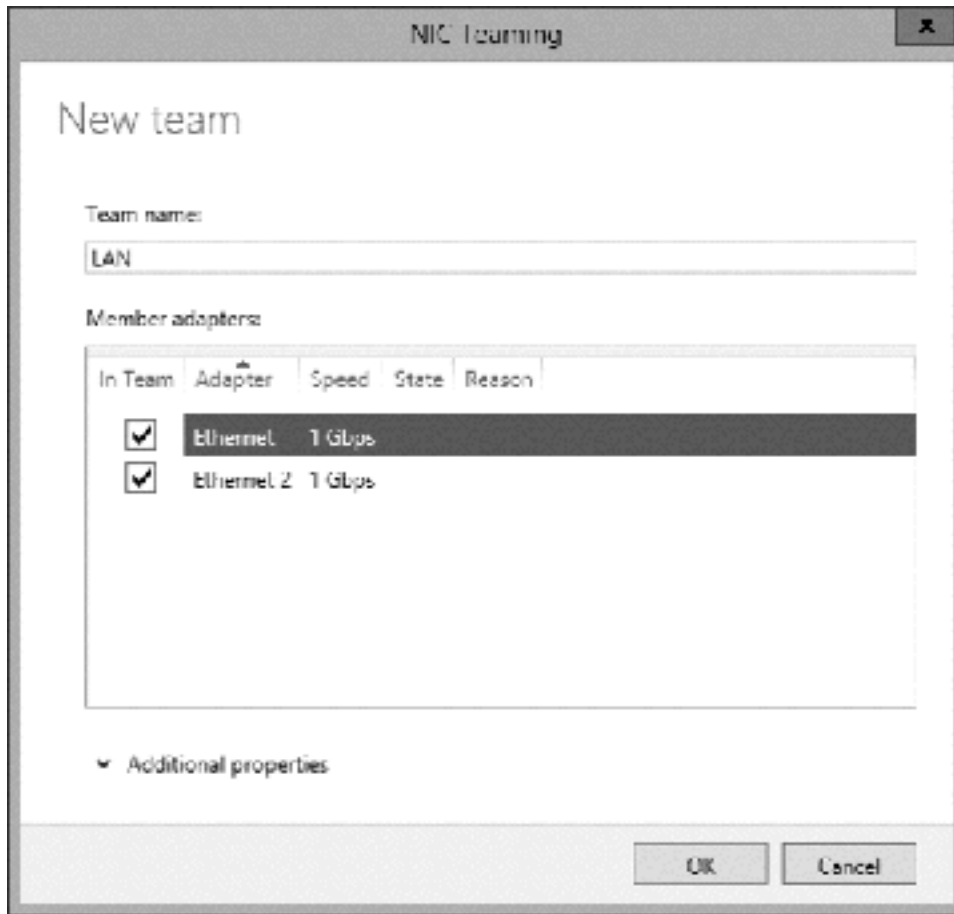 NIC Teaming
New team
Team name:
LAN
Member adapters:
In Team Adapter Speed State Reason
Ethernet 1 Gbps
Ethernet 2 1 Gbps
Additional properties
OK Cancel